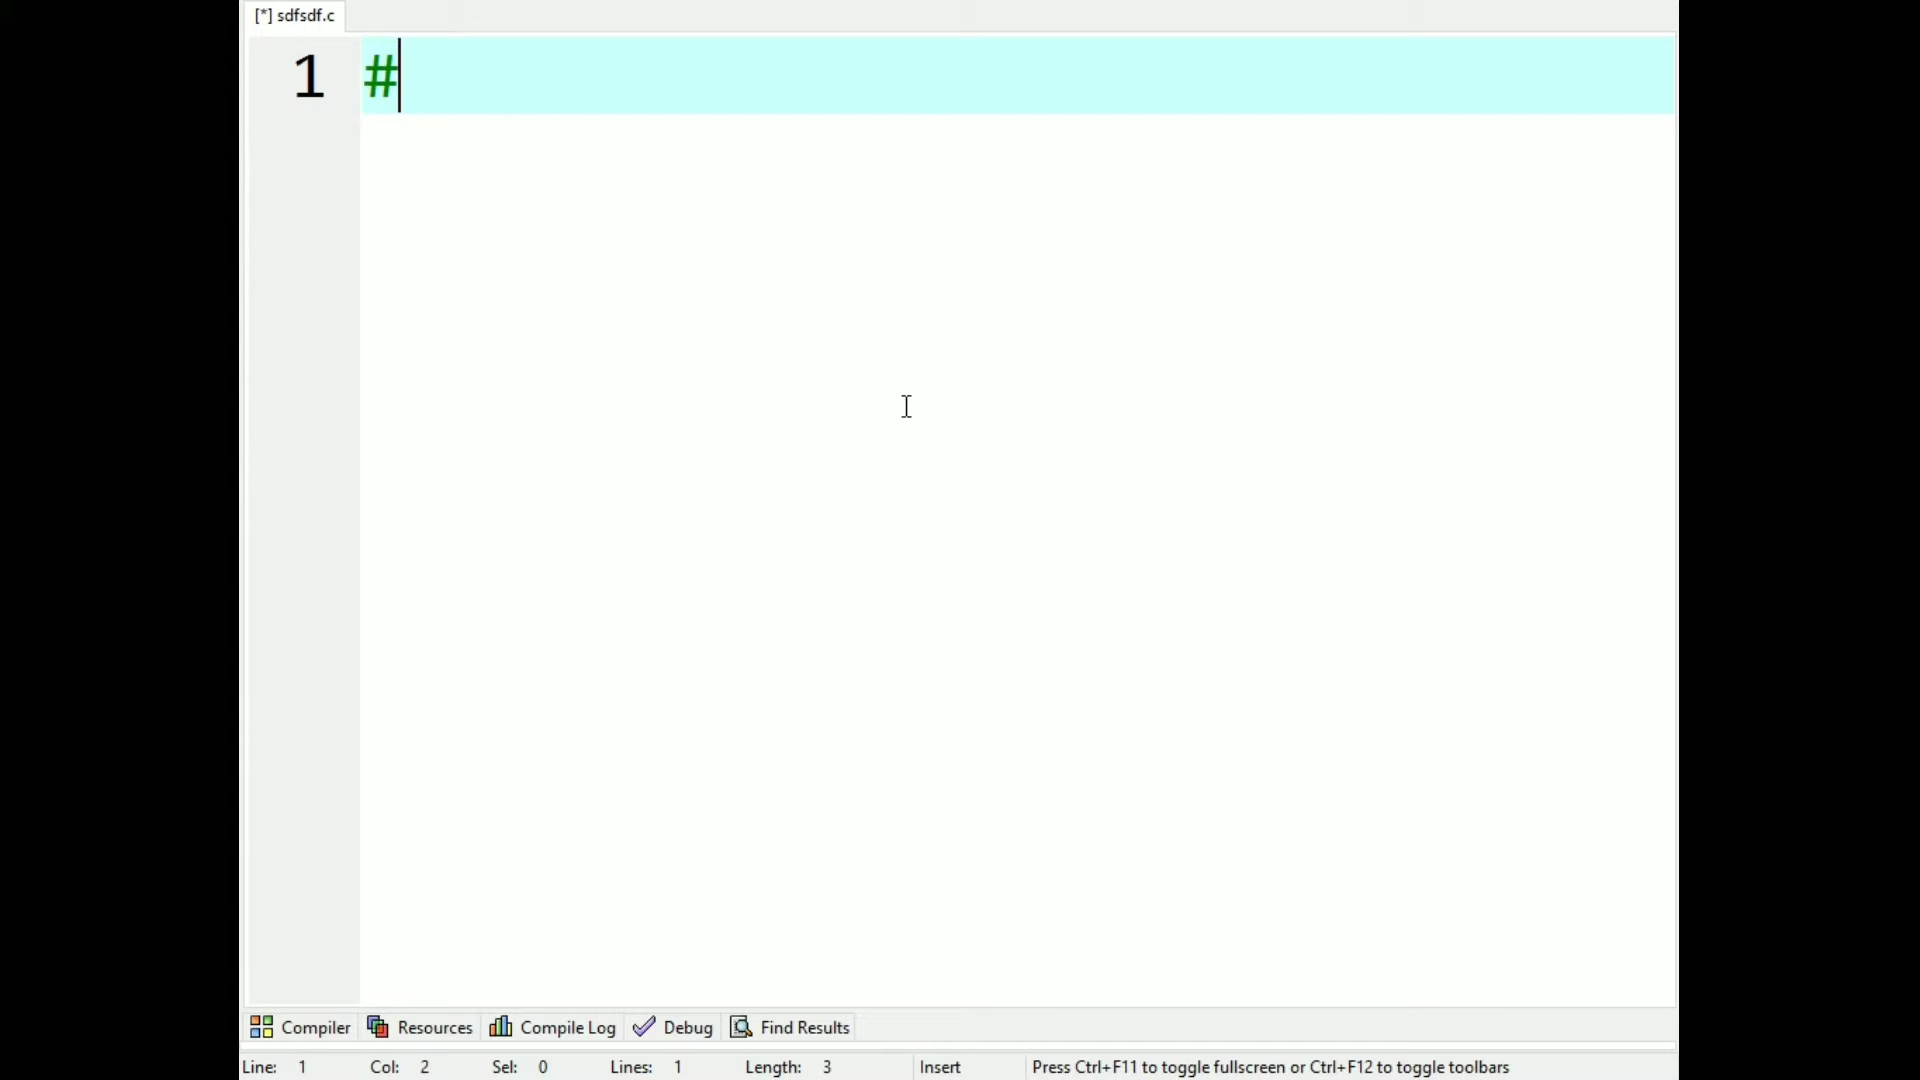 [*] sdfsdf.c
1 #
Compiler Resources Compile Log Debug Find Results
Line: 1 Col: 2 Sel: 0 Lines: 1 Length: 3 Insert Press Ctrl+F11 to toggle fullscreen or Ctrl+F12 to toggle toolbars